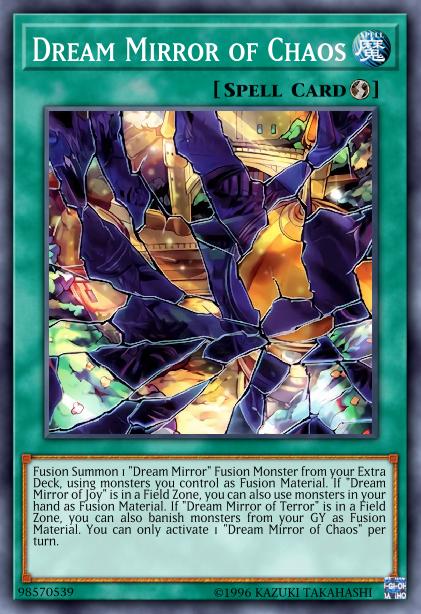 DREAM MIRROR OF CHAOS
SPELL
魔
[SPELL CARD]
Fusion Summon 1 "Dream Mirror" Fusion Monster from your Extra
Deck, using monsters you control as Fusion Material. If "Dream
Mirror of Joy" is in a Field Zone, you can also use monsters in your
hand as Fusion Material. If "Dream Mirror of Terror" is in a Field
Zone, you can also banish monsters from your GY as Fusion
Material. You can only activate 1 "Dream Mirror of Chaos" per
turn.
98570539
©1996 KAZUKI TAKAHASHI